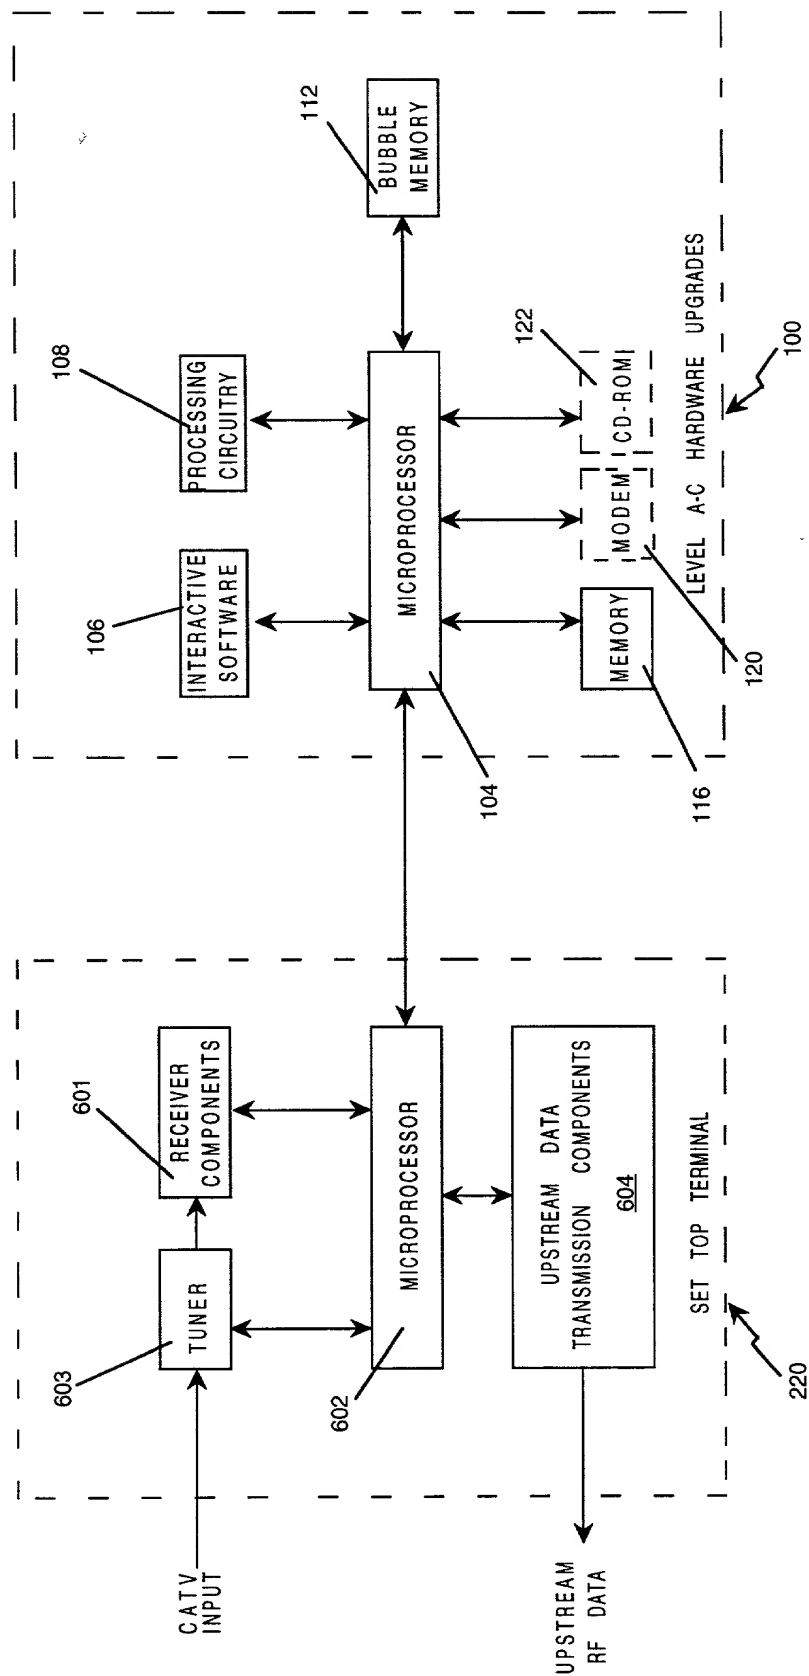 CATV
INPUT
603
TUNER
601
RECEIVER
COMPONENTS
602
MICROPROCESSOR
UPSTREAM DATA
TRANSMISSION COMPONENTS
604
UPSTREAM
RF DATA
SET TOP TERMINAL
220
106
INTERACTIVE
SOFTWARE
108
PROCESSING
CIRCUITRY
104
MICROPROCESSOR
112
BUBBLE
MEMORY
116
MEMORY
120
MODEM
122
CD-ROM
LEVEL A-C HARDWARE UPGRADES
100